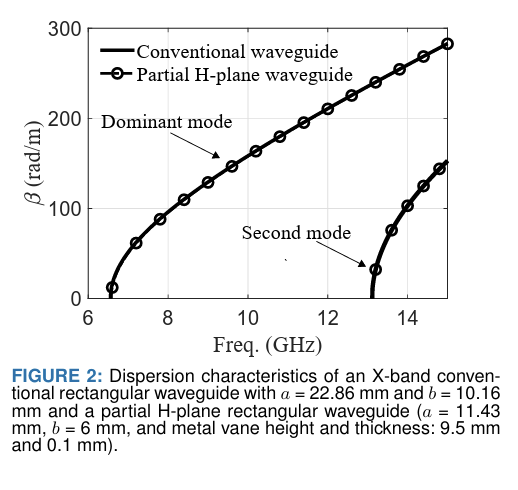 300
Conventional waveguide
Partial H-plane waveguide
Dominant mode
200
β (rad/m)
100
Second mode
0
6 8 10 12 14
Freq. (GHz)
FIGURE 2: Dispersion characteristics of an X-band conven-
tional rectangular waveguide with a = 22.86 mm and b = 10.16
mm and a partial H-plane rectangular waveguide (a = 11.43
mm, b = 6 mm, and metal vane height and thickness: 9.5 mm
and 0.1 mm).